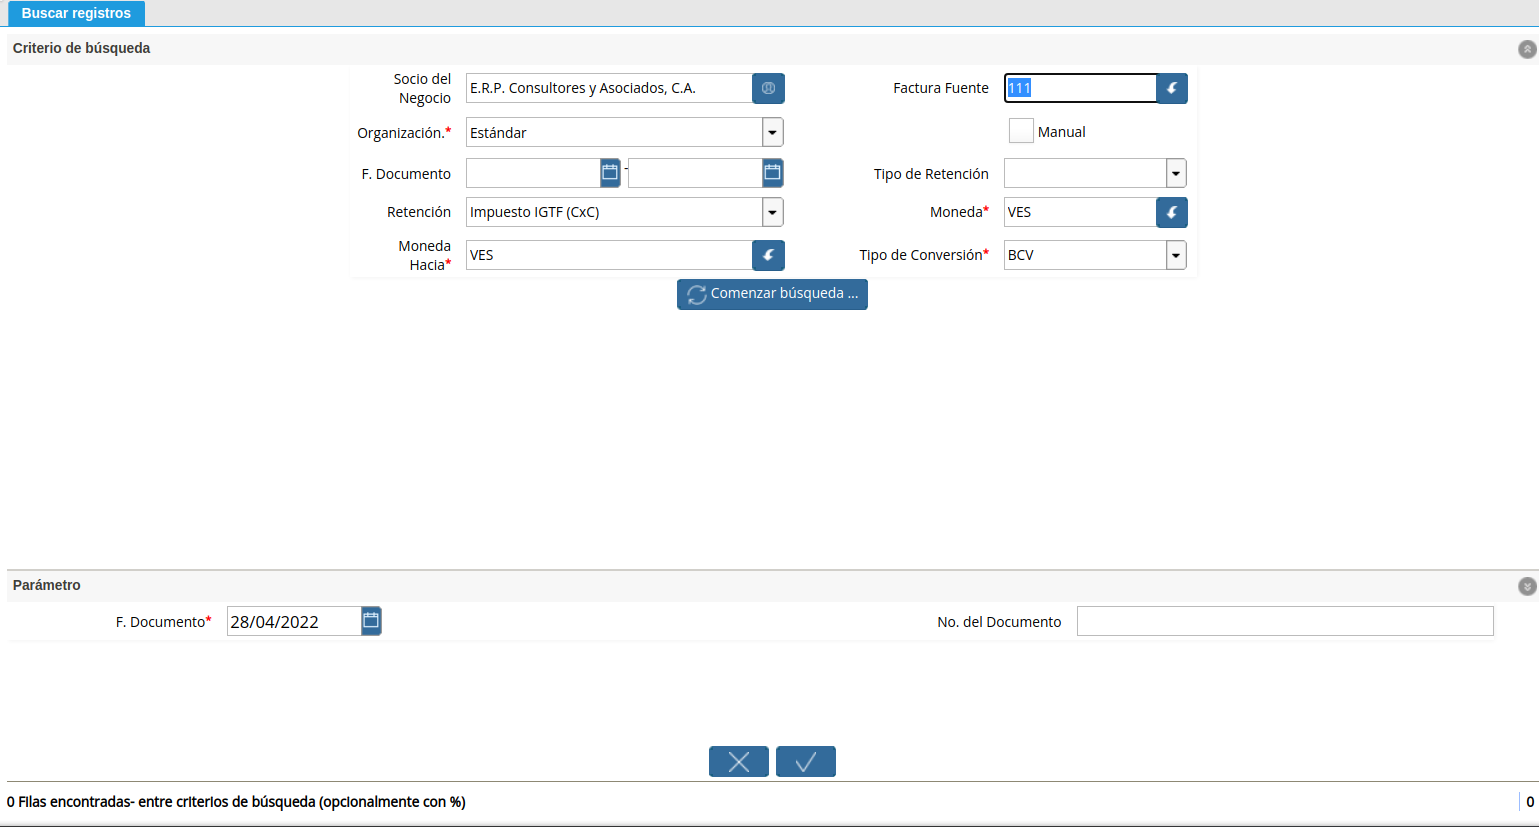 Buscar registros
Criterio de búsqueda
Socio del Negocio E.R.P. Consultores y Asociados, C.A. Factura Fuente 111
Organización.* Estándar Manual
F. Documento - Tipo de Retención
Retención Impuesto IGTF (CxC) Moneda* VES
Moneda Hacia* VES Tipo de Conversión* BCV
Comenzar búsqueda ...
Parámetro
F. Documento* 28/04/2022 No. del Documento
0 Filas encontradas- entre criterios de búsqueda (opcionalmente con %) 0